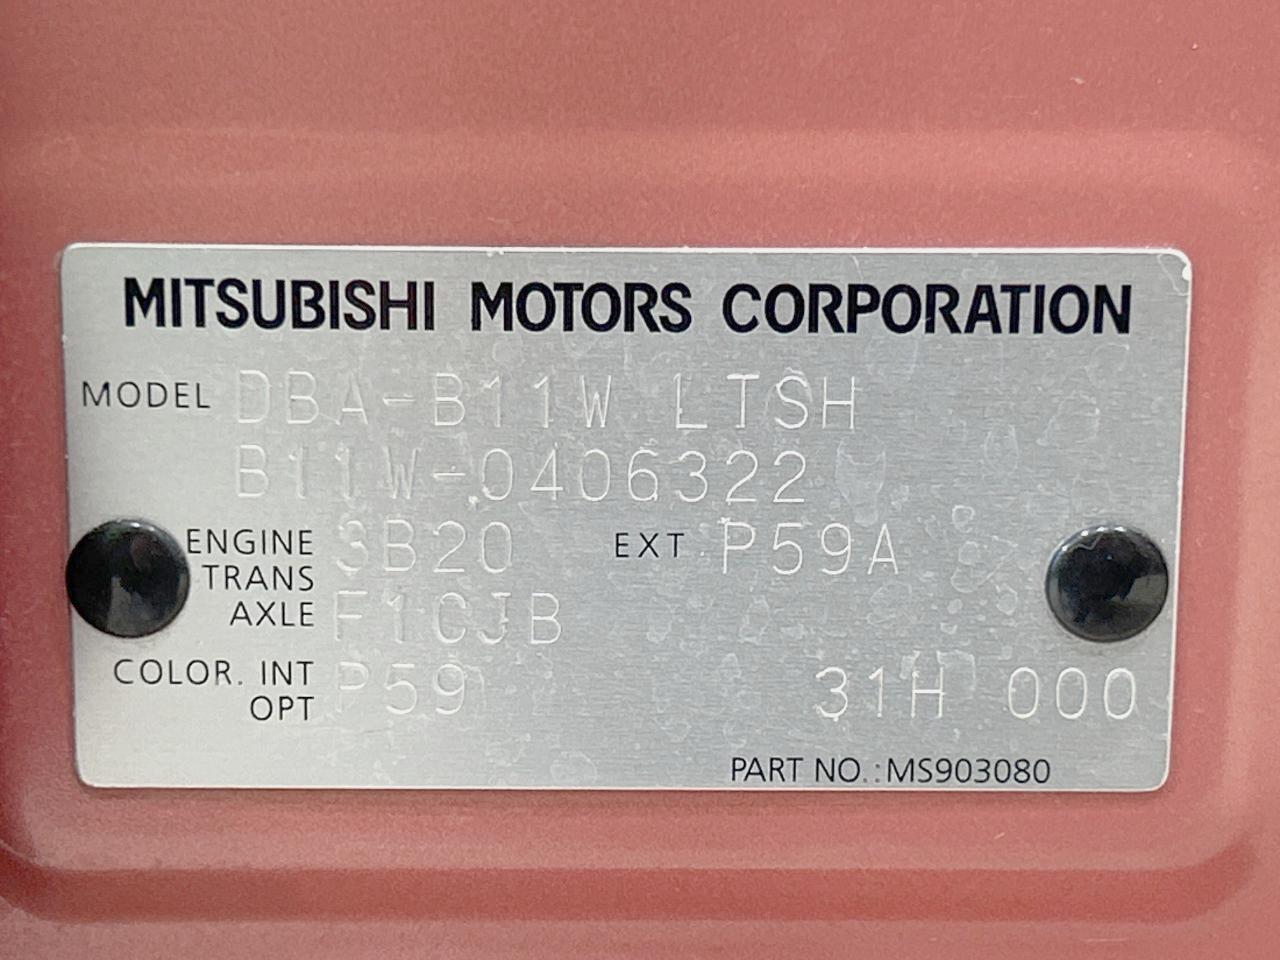 MITSUBISHI MOTORS CORPORATION
MODEL DBA-B11W LTSH
B11W-0406322
ENGINE 3B20 EXT P59A
TRANS
AXLE F1CJB
COLOR. INT P59
OPT 31H 000
PART NO.:MS903080